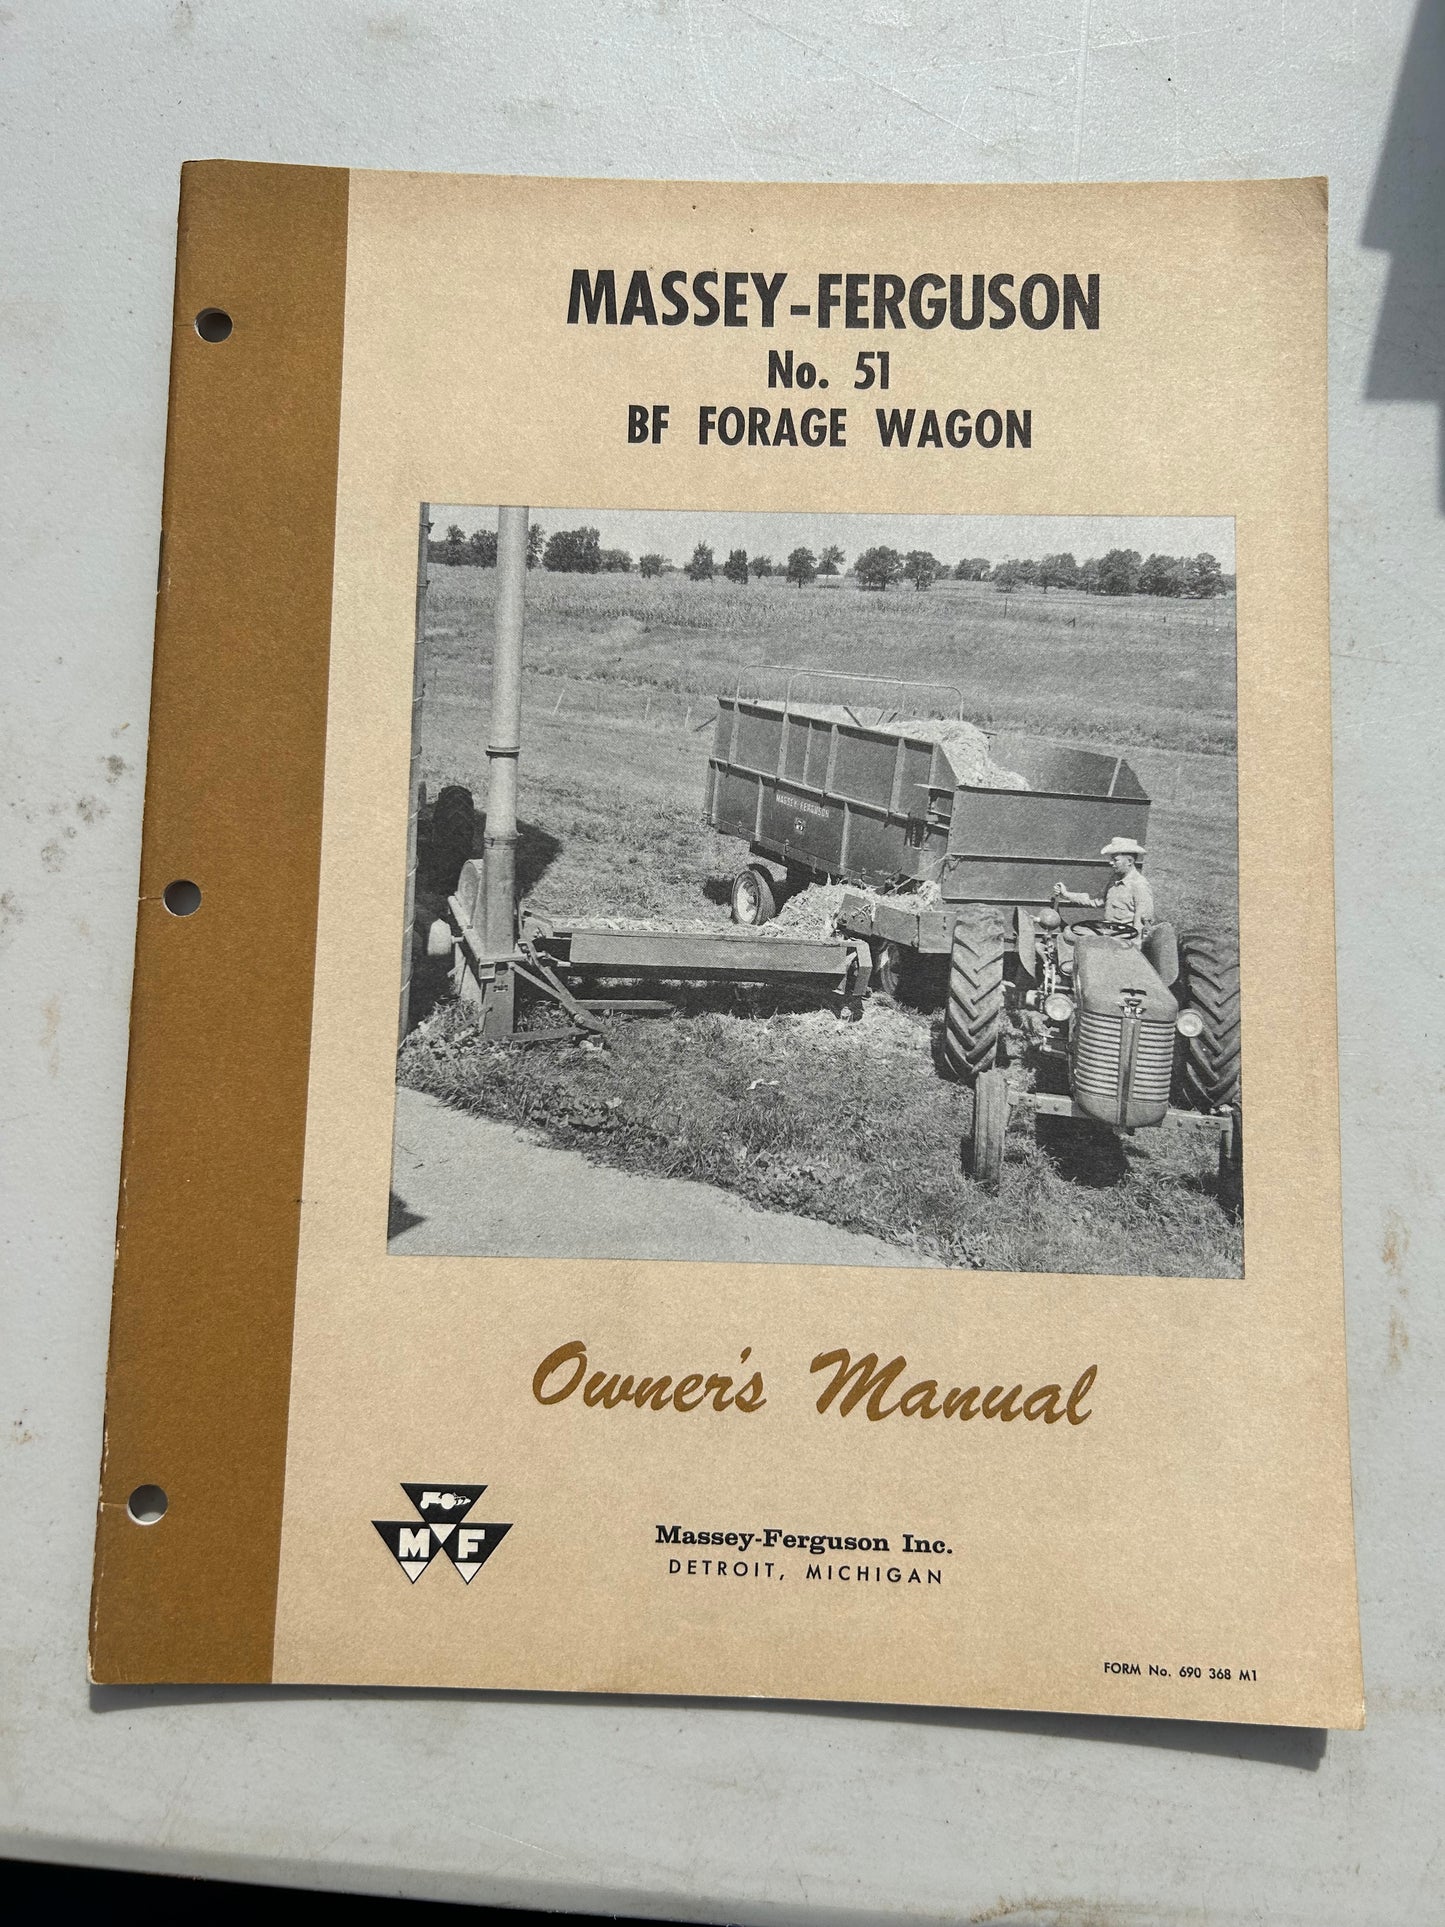 MASSEY-FERGUSON
No. 51
BF FORAGE WAGON
MASSEY-FERGUSON
Owner's Manual
MF
Massey-Ferguson Inc.
DETROIT, MICHIGAN
FORM No. 690 368 M1